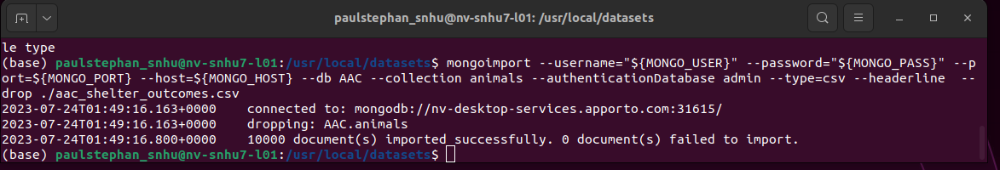 paulstephan_snhu@nv-snhu7-l01: /usr/local/datasets
le type
(base) paulstephan_snhu@nv-snhu7-l01:/usr/local/datasets$ mongoimport --username="${MONGO_USER}" --password="${MONGO_PASS}" --p
ort=${MONGO_PORT} --host=${MONGO_HOST} --db AAC --collection animals --authenticationDatabase admin --type=csv --headerline  --
drop ./aac_shelter_outcomes.csv
2023-07-24T01:49:16.163+0000    connected to: mongodb://nv-desktop-services.apporto.com:31615/
2023-07-24T01:49:16.163+0000    dropping: AAC.animals
2023-07-24T01:49:16.800+0000    10000 document(s) imported successfully. 0 document(s) failed to import.
(base) paulstephan_snhu@nv-snhu7-l01:/usr/local/datasets$